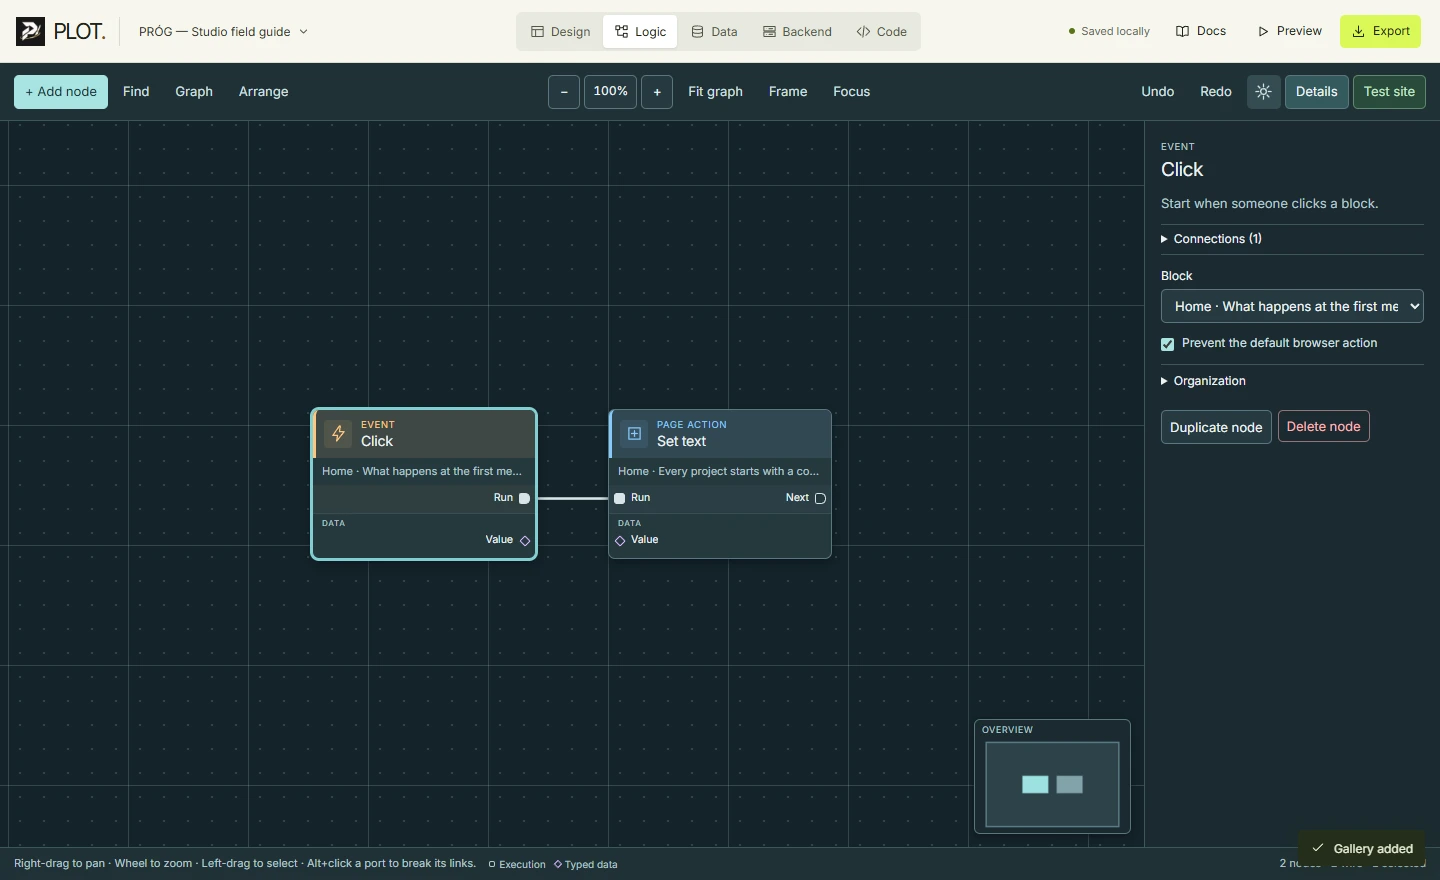 PLOT.
PRÓG — Studio field guide
Design
Logic
Data
Backend
Code
Saved locally
Docs
Preview
Export
+ Add node
Find
Graph
Arrange
−
100%
+
Fit graph
Frame
Focus
Undo
Redo
Details
Test site
EVENT
Click
Start when someone clicks a block.
Connections (1)
Block
Home · What happens at the first me
Prevent the default browser action
Organization
Duplicate node
Delete node
EVENT
Click
Home · What happens at the first me...
Run
DATA
Value
PAGE ACTION
Set text
Home · Every project starts with a co...
Run
Next
DATA
Value
OVERVIEW
Right-drag to pan · Wheel to zoom · Left-drag to select · Alt+click a port to break its links.
Execution
Typed data
Gallery added